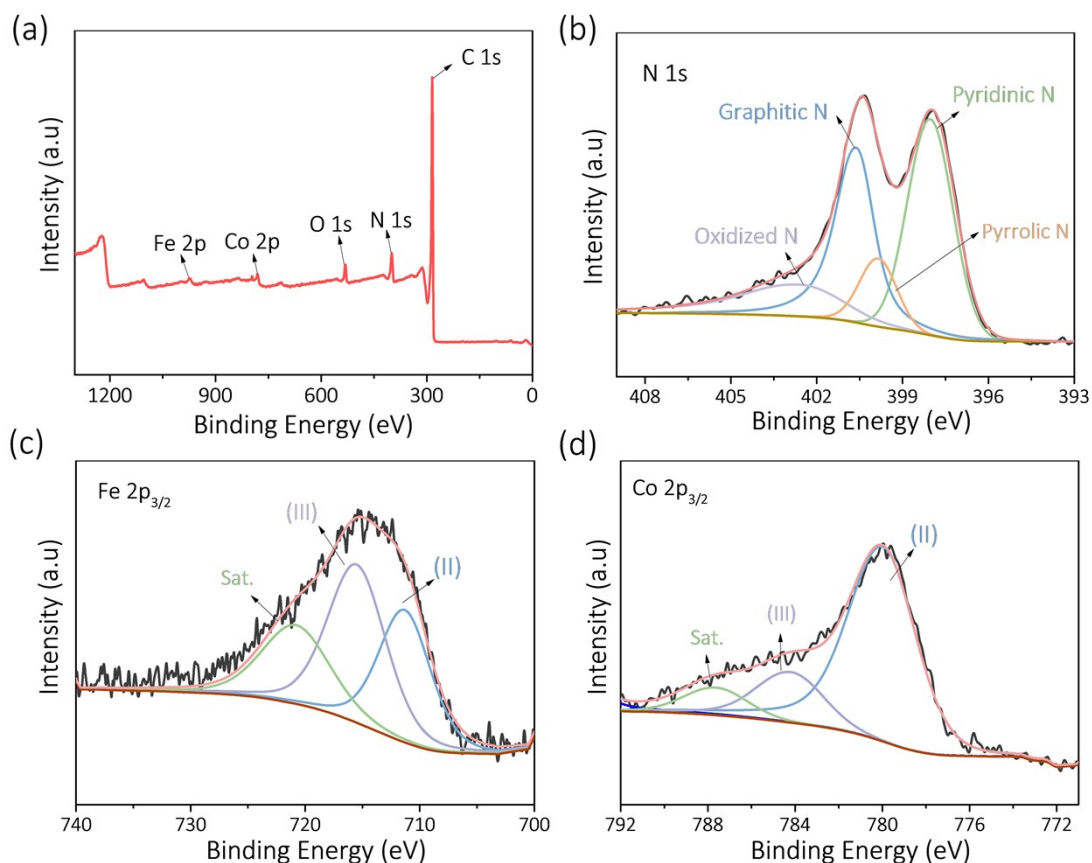 (a)
C 1s
Fe 2p
Co 2p
O 1s
N 1s
Intensity (a.u)
1200
900
600
300
0
Binding Energy (eV)
(b)
N 1s
Graphitic N
Pyridinic N
Oxidized N
Pyrrolic N
Intensity (a.u)
408
405
402
399
396
393
Binding Energy (eV)
(c)
Fe 2p3/2
(III)
(II)
Sat.
Intensity (a.u)
740
730
720
710
700
Binding Energy (eV)
(d)
Co 2p3/2
(II)
(III)
Sat.
Intensity (a.u)
792
788
784
780
776
772
Binding Energy (eV)